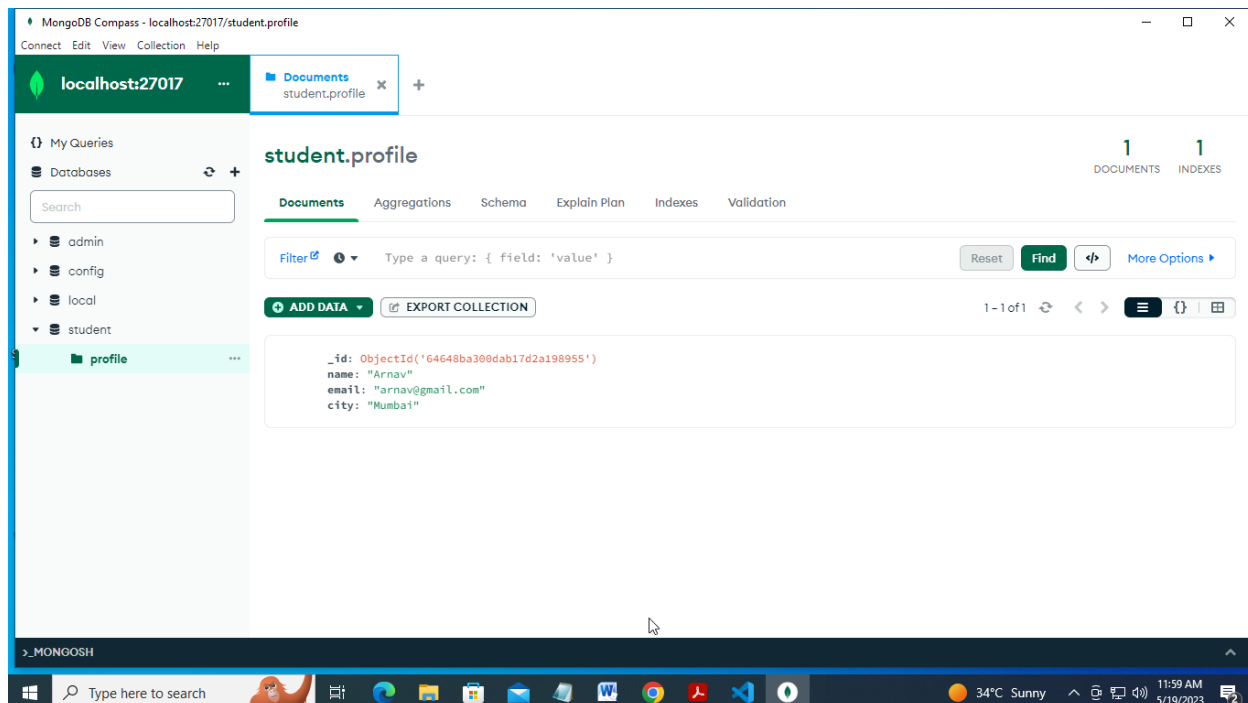 MongoDB Compass - localhost:27017/student.profile
Connect Edit View Collection Help
localhost:27017 ...
Documents
student.profile
{} My Queries
Databases
Search
admin
config
local
student
profile ...
student.profile
1
DOCUMENTS
1
INDEXES
Documents Aggregations Schema Explain Plan Indexes Validation
Filter Type a query: { field: 'value' } Reset Find </> More Options
ADD DATA EXPORT COLLECTION 1-1 of 1 {}
_id: ObjectId('64648ba300dab17d2a198955')
name: "Arnav"
email: "arnav@gmail.com"
city: "Mumbai"
>_MONGOSH
Type here to search 34°C Sunny 11:59 AM
5/19/2023 2